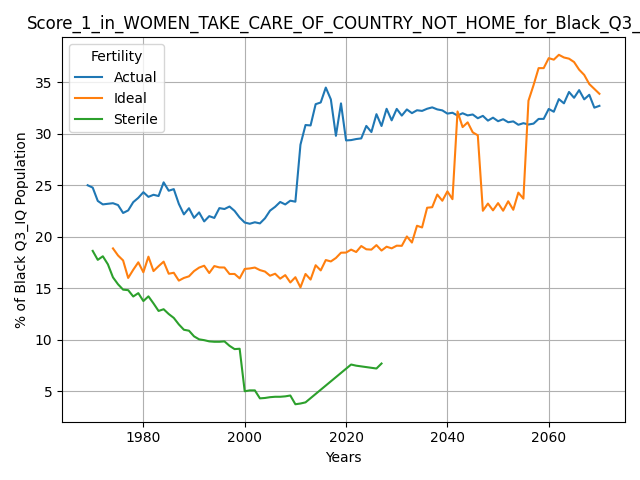 Score_1_in_WOMEN_TAKE_CARE_OF_COUNTRY_NOT_HOME_for_Black_Q3_
Fertility
Actual
Ideal
Sterile
% of Black Q3_IQ Population
35
30
25
20
15
10
5
1980 2000 2020 2040 2060
Years